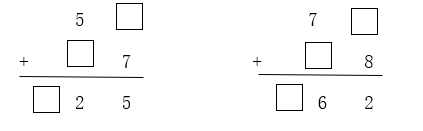 5 □ 7 □
+ □ 7 + □ 8
□ 2 5 □ 6 2